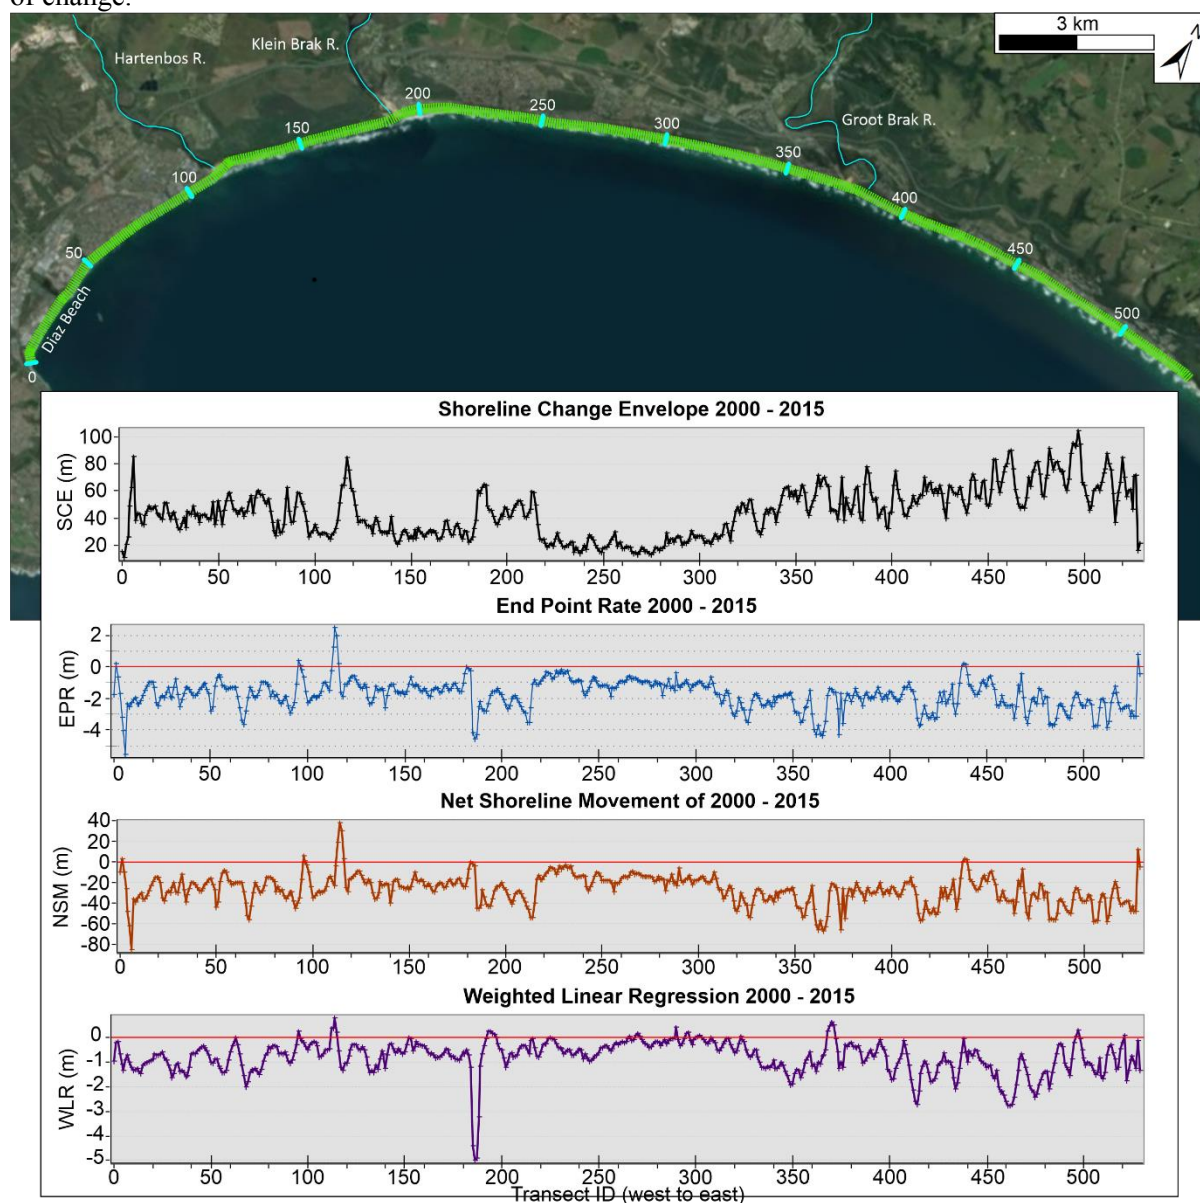 of change.
3 km
N
Hartenbos R.
Klein Brak R.
Groot Brak R.
Diaz Beach
0
50
100
150
200
250
300
350
400
450
500
Shoreline Change Envelope 2000 - 2015
SCE (m)
100
80
60
40
20
0 50 100 150 200 250 300 350 400 450 500
End Point Rate 2000 - 2015
EPR (m)
2
0
-2
-4
0 50 100 150 200 250 300 350 400 450 500
Net Shoreline Movement of 2000 - 2015
NSM (m)
40
20
0
-20
-40
-60
-80
0 50 100 150 200 250 300 350 400 450 500
Weighted Linear Regression 2000 - 2015
WLR (m)
0
-1
-2
-3
-4
-5
0 50 100 150 200 250 300 350 400 450 500
Transect ID (west to east)